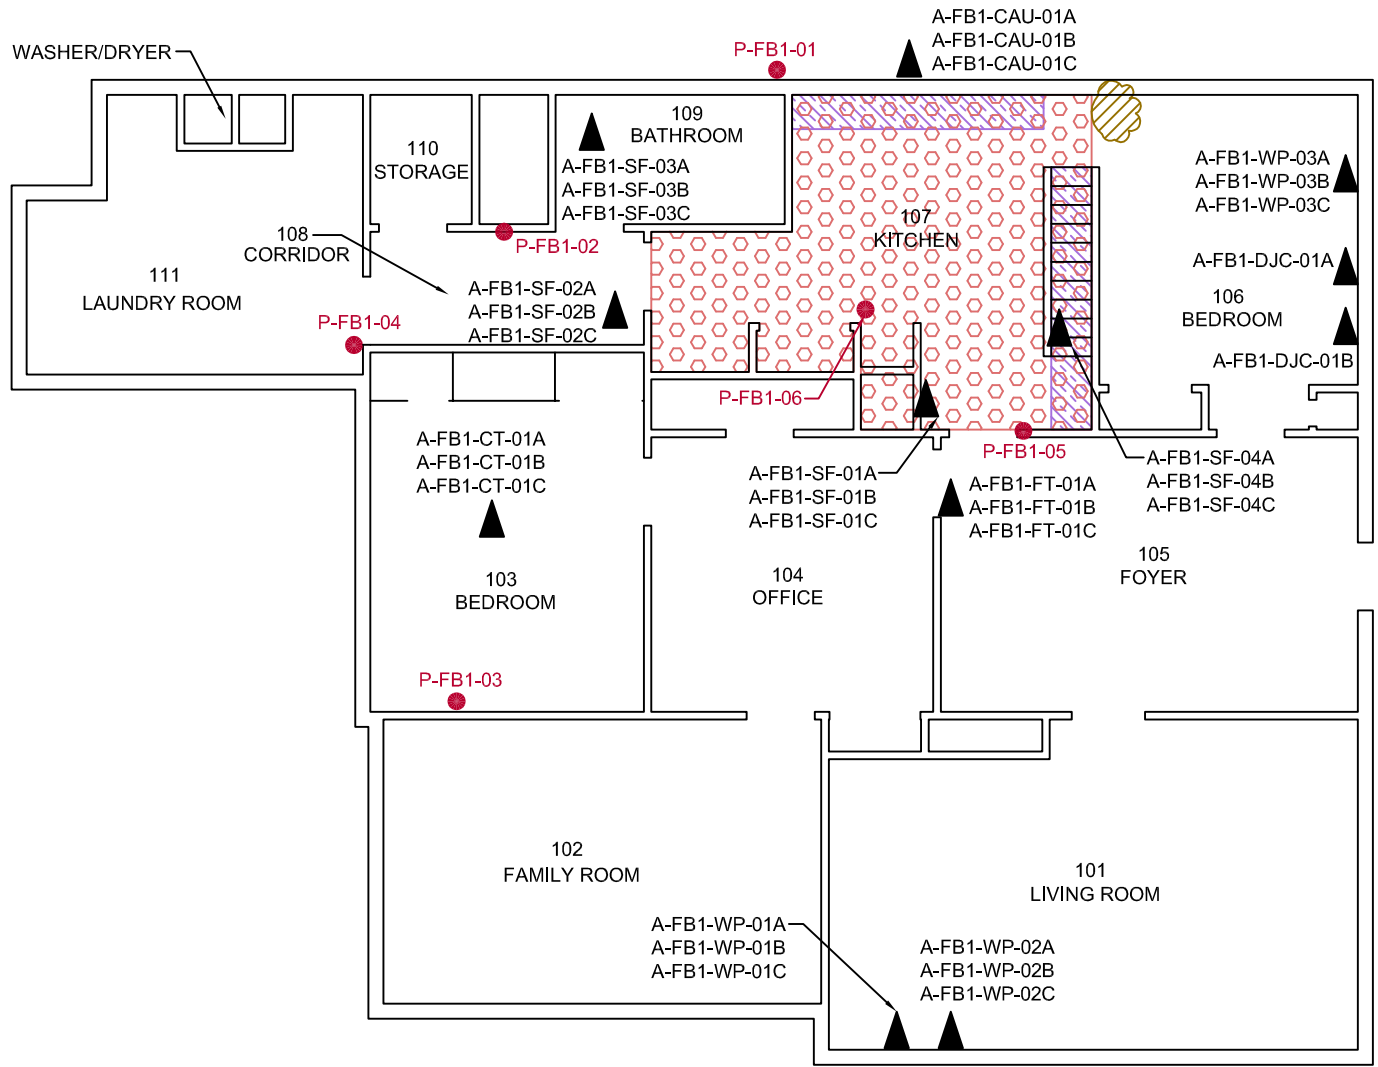 A-FB1-CAU-01A
A-FB1-CAU-01B
A-FB1-CAU-01C
WASHER/DRYER
P-FB1-01
109
BATHROOM
110
STORAGE
A-FB1-SF-03A
A-FB1-SF-03B
A-FB1-SF-03C
A-FB1-WP-03A
A-FB1-WP-03B
A-FB1-WP-03C
107
KITCHEN
108
CORRIDOR
P-FB1-02
111
LAUNDRY ROOM
A-FB1-DJC-01A
106
BEDROOM
A-FB1-SF-02A
A-FB1-SF-02B
A-FB1-SF-02C
P-FB1-04
A-FB1-DJC-01B
P-FB1-06
A-FB1-CT-01A
A-FB1-CT-01B
A-FB1-CT-01C
P-FB1-05
A-FB1-SF-01A
A-FB1-SF-01B
A-FB1-SF-01C
A-FB1-FT-01A
A-FB1-FT-01B
A-FB1-FT-01C
A-FB1-SF-04A
A-FB1-SF-04B
A-FB1-SF-04C
103
BEDROOM
104
OFFICE
105
FOYER
P-FB1-03
102
FAMILY ROOM
101
LIVING ROOM
A-FB1-WP-01A
A-FB1-WP-01B
A-FB1-WP-01C
A-FB1-WP-02A
A-FB1-WP-02B
A-FB1-WP-02C